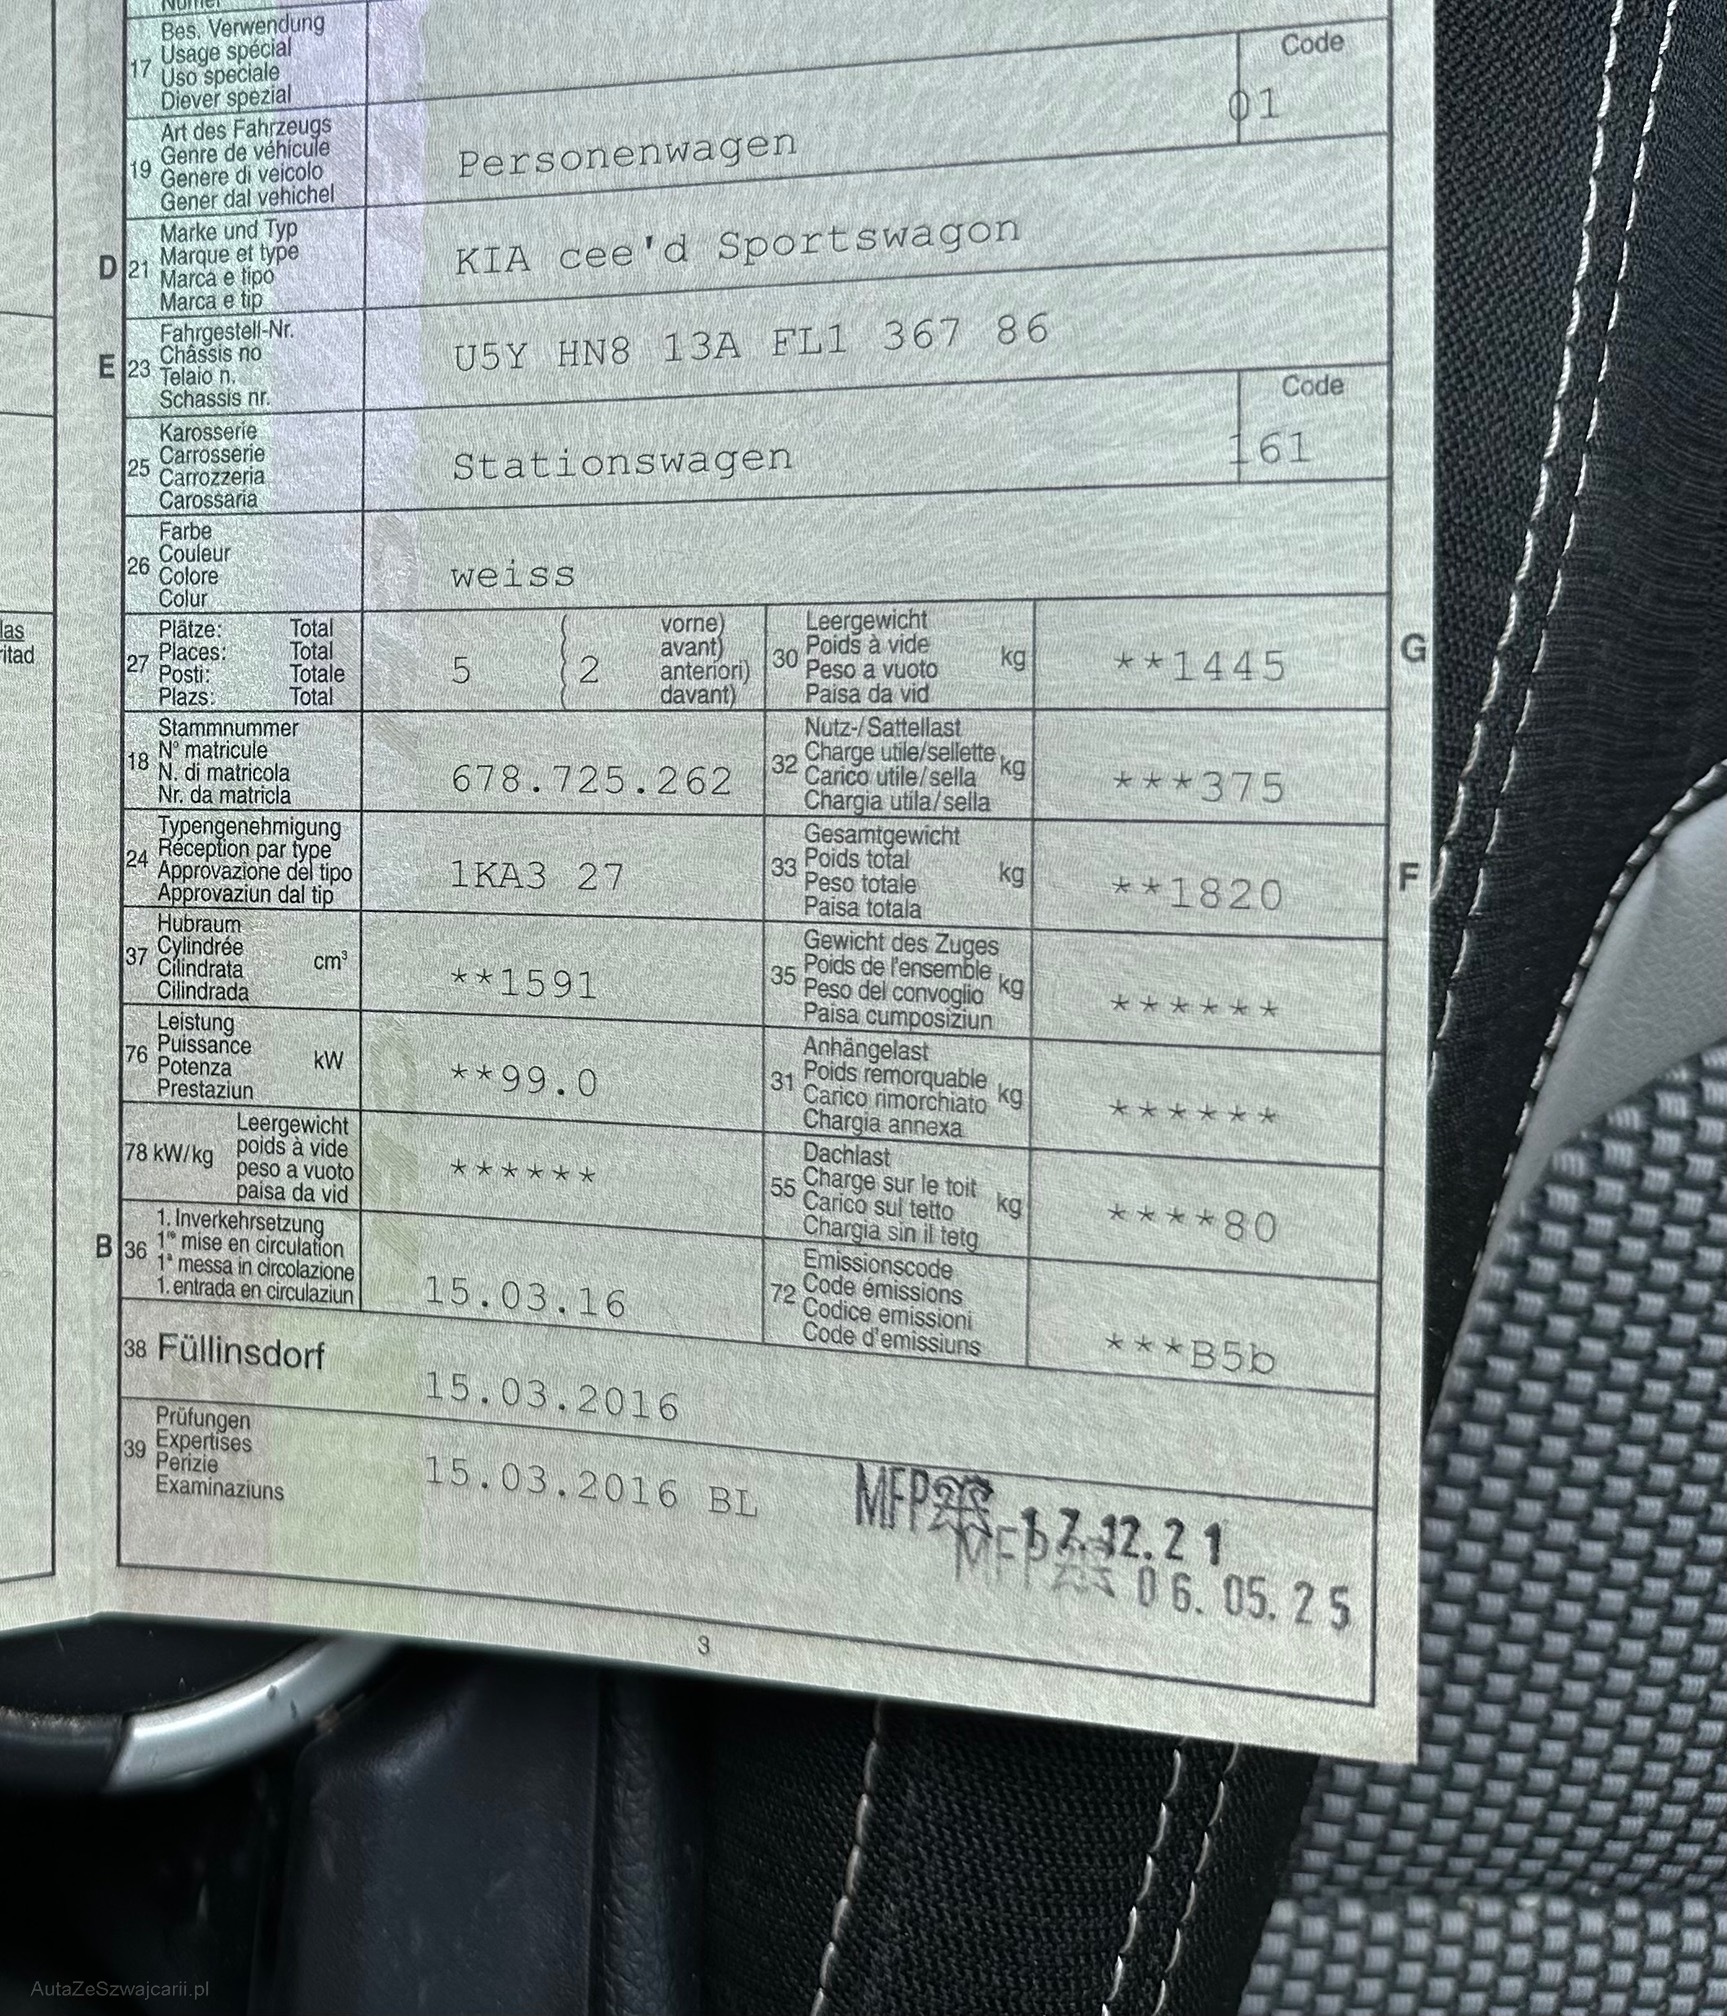 Bes. Verwendung
17 Usage spécial
Uso speciale
Diever spezial
Code
Art des Fahrzeugs
19 Genre de véhicule
Genere di veicolo
Gener dal vehichel
Personenwagen 01
Marke und Typ
D 21 Marque et type
Marca e tipo
Marca e tip
KIA cee'd Sportswagon
Fahrgestell-Nr.
E 23 Châssis no
Telaio n.
Schassis nr.
U5Y HN8 13A FL1 367 86
Code
Karosserie
25 Carrosserie
Carrozzeria
Carossaria
Stationswagen 161
Farbe
26 Couleur
Colore
Colur
weiss
las
Plätze: Total
27 Places: Total
Posti: Totale
Plazs: Total
5 { 2
vorne)
avant)
anteriori)
davant)
Leergewicht
30 Poids à vide kg
Peso a vuoto
Paisa da vid
**1445 G
Stammnummer
18 N° matricule
N. di matricola
Nr. da matricla
678.725.262
Nutz-/Sattellast
32 Charge utile/sellette kg
Carico utile/sella
Chargia utila/sella
***375
Typengenehmigung
24 Réception par type
Approvazione del tipo
Approvaziun dal tip
1KA3 27
Gesamtgewicht
33 Poids total kg
Peso totale
Paisa totala
**1820 F
Hubraum
37 Cylindrée cm³
Cilindrata
Cilindrada
**1591
Gewicht des Zuges
35 Poids de l'ensemble kg
Peso del convoglio
Paisa cumposiziun
******
Leistung
76 Puissance kW
Potenza
Prestaziun
**99.0
Anhängelast
31 Poids remorquable kg
Carico rimorchiato
Chargia annexa
******
Leergewicht
78 kW/kg poids à vide
peso a vuoto
paisa da vid
******
Dachlast
55 Charge sur le toit kg
Carico sul tetto
Chargia sin il tetg
****80
1. Inverkehrsetzung
B 36 1re mise en circulation
1a messa in circolazione
1. entrada en circulaziun
15.03.16
Emissionscode
72 Code émissions
Codice emissioni
Code d'emissiuns
***B5b
38 Füllinsdorf
15.03.2016
Prüfungen
39 Expertises
Perizie
Examinaziuns
15.03.2016 BL
MFP 17.12.21
MFP 06.05.25
3
AutaZeSzwajcarii.pl